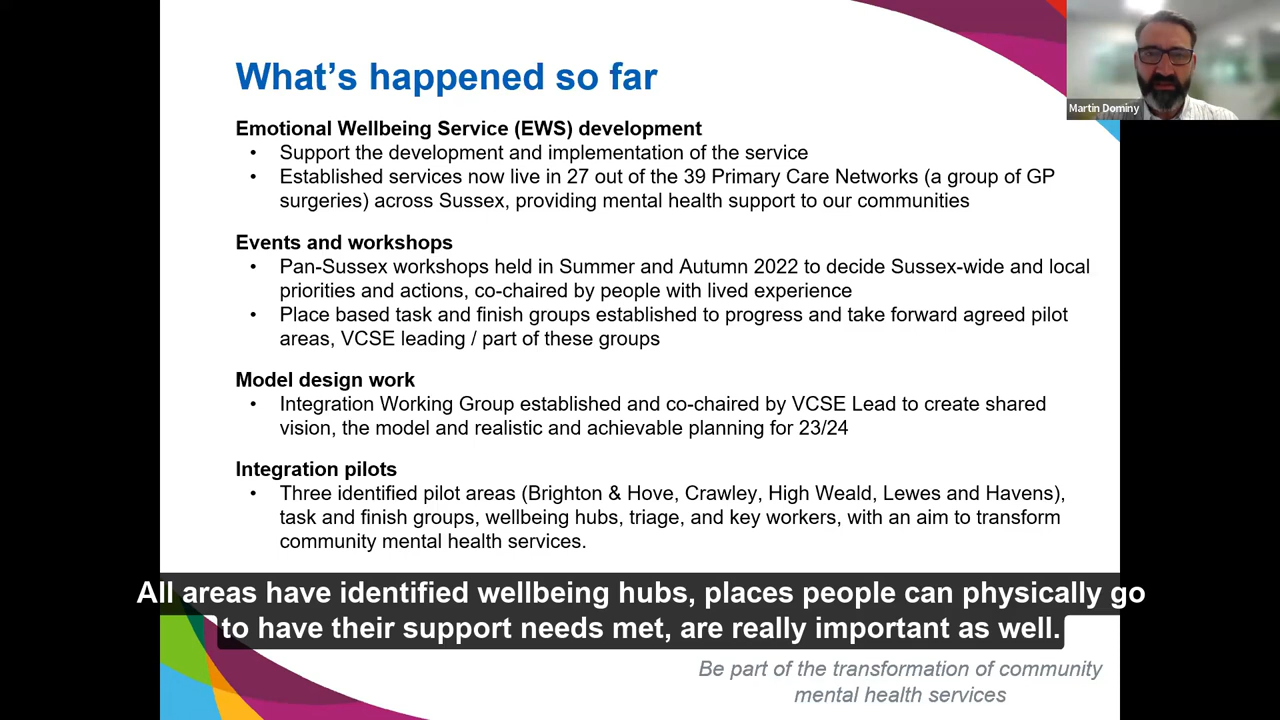 What's happened so far
Martin Dominy
Emotional Wellbeing Service (EWS) development
• Support the development and implementation of the service
• Established services now live in 27 out of the 39 Primary Care Networks (a group of GP
surgeries) across Sussex, providing mental health support to our communities
Events and workshops
• Pan-Sussex workshops held in Summer and Autumn 2022 to decide Sussex-wide and local
priorities and actions, co-chaired by people with lived experience
• Place based task and finish groups established to progress and take forward agreed pilot
areas, VCSE leading / part of these groups
Model design work
• Integration Working Group established and co-chaired by VCSE Lead to create shared
vision, the model and realistic and achievable planning for 23/24
Integration pilots
• Three identified pilot areas (Brighton & Hove, Crawley, High Weald, Lewes and Havens),
task and finish groups, wellbeing hubs, triage, and key workers, with an aim to transform
community mental health services.
All areas have identified wellbeing hubs, places people can physically go
to have their support needs met, are really important as well.
Be part of the transformation of community
mental health services